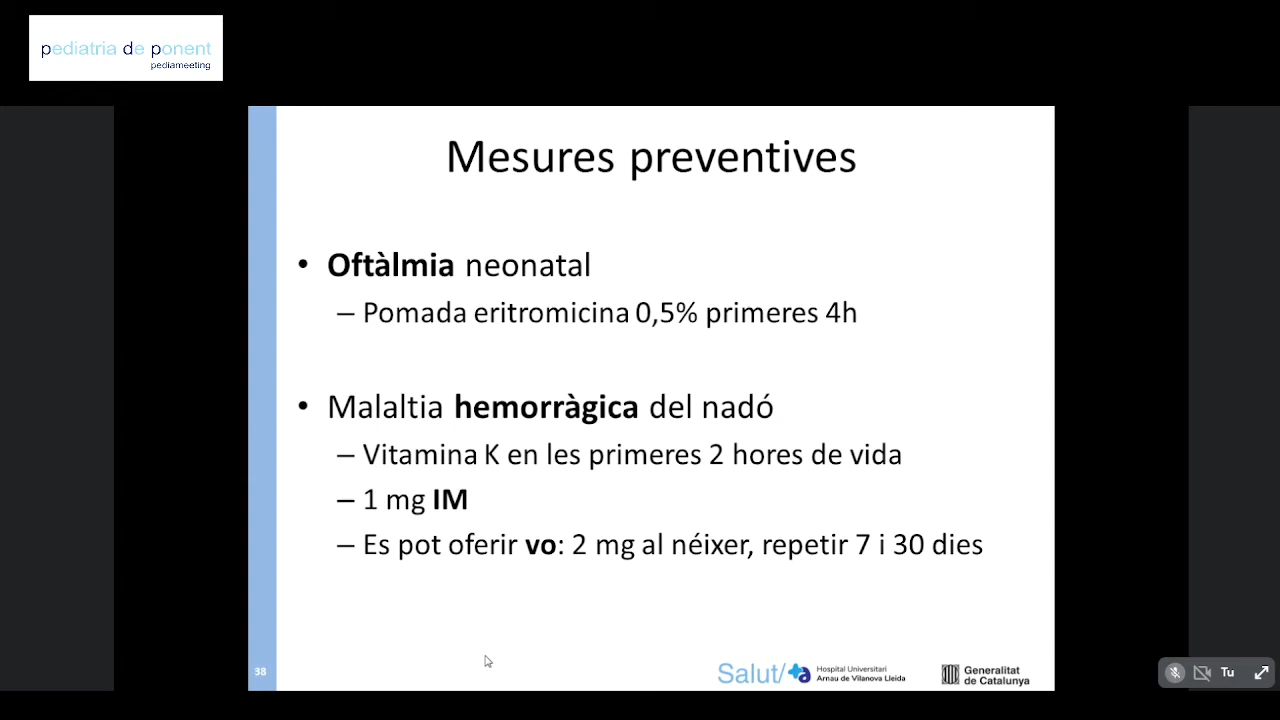 pediatria de ponent
pediameeting
Mesures preventives
• Oftàlmia neonatal
– Pomada eritromicina 0,5% primeres 4h
• Malaltia hemorràgica del nadó
– Vitamina K en les primeres 2 hores de vida
– 1 mg IM
– Es pot oferir vo: 2 mg al néixer, repetir 7 i 30 dies
38
Salut/
Hospital Universitari
Arnau de Vilanova Lleida
Generalitat
de Catalunya
Tu